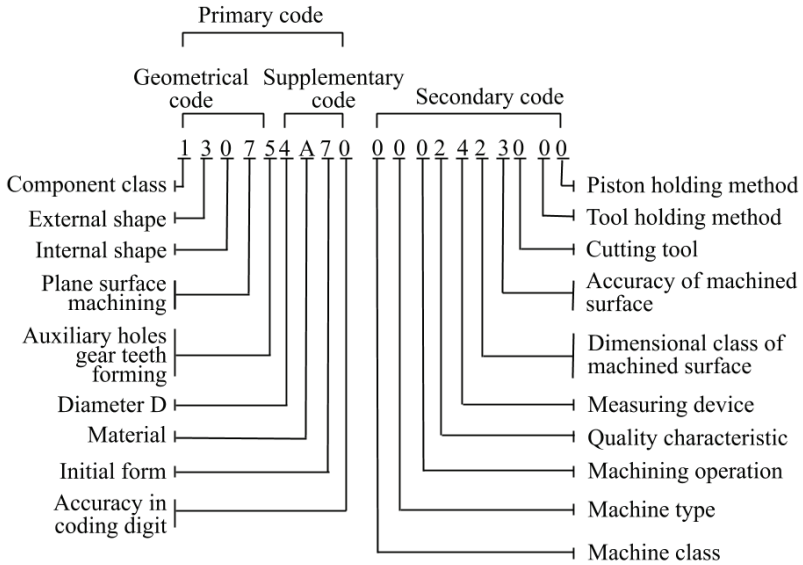 Primary code
Geometrical
code
Supplementary
code
Secondary code
1 3 0 7 5 4 A 7 0 0 0 0 2 4 2 3 0 0 0
Component class
External shape
Internal shape
Plane surface
machining
Auxiliary holes
gear teeth
forming
Diameter D
Material
Initial form
Accuracy in
coding digit
Piston holding method
Tool holding method
Cutting tool
Accuracy of machined
surface
Dimensional class of
machined surface
Measuring device
Quality characteristic
Machining operation
Machine type
Machine class